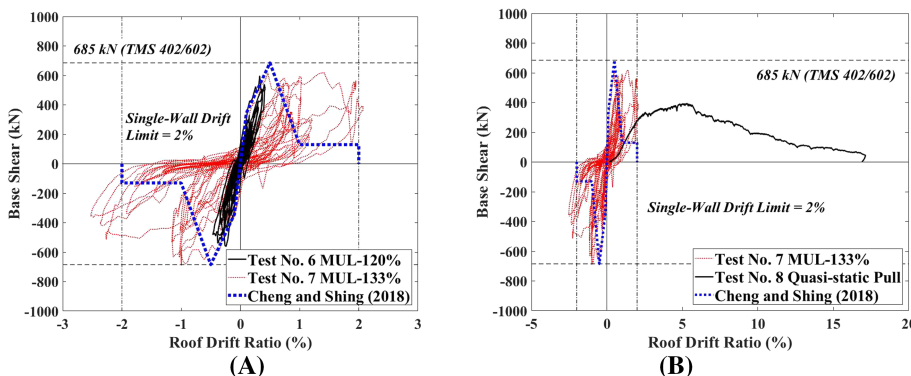 1000
800
685 kN (TMS 402/602)
600
400
Single-Wall Drift
Limit = 2%
200
0
-200
-400
-600
-800
-1000
Base Shear (kN)
Test No. 6 MUL-120%
Test No. 7 MUL-133%
Cheng and Shing (2018)
-3 -2 -1 0 1 2 3
Roof Drift Ratio (%)
(A)
1000
800
685 kN (TMS 402/602)
600
400
200
0
-200
Single-Wall Drift Limit = 2%
-400
-600
-800
-1000
Base Shear (kN)
Test No. 7 MUL-133%
Test No. 8 Quasi-static Pull
Cheng and Shing (2018)
-5 0 5 10 15 20
Roof Drift Ratio (%)
(B)